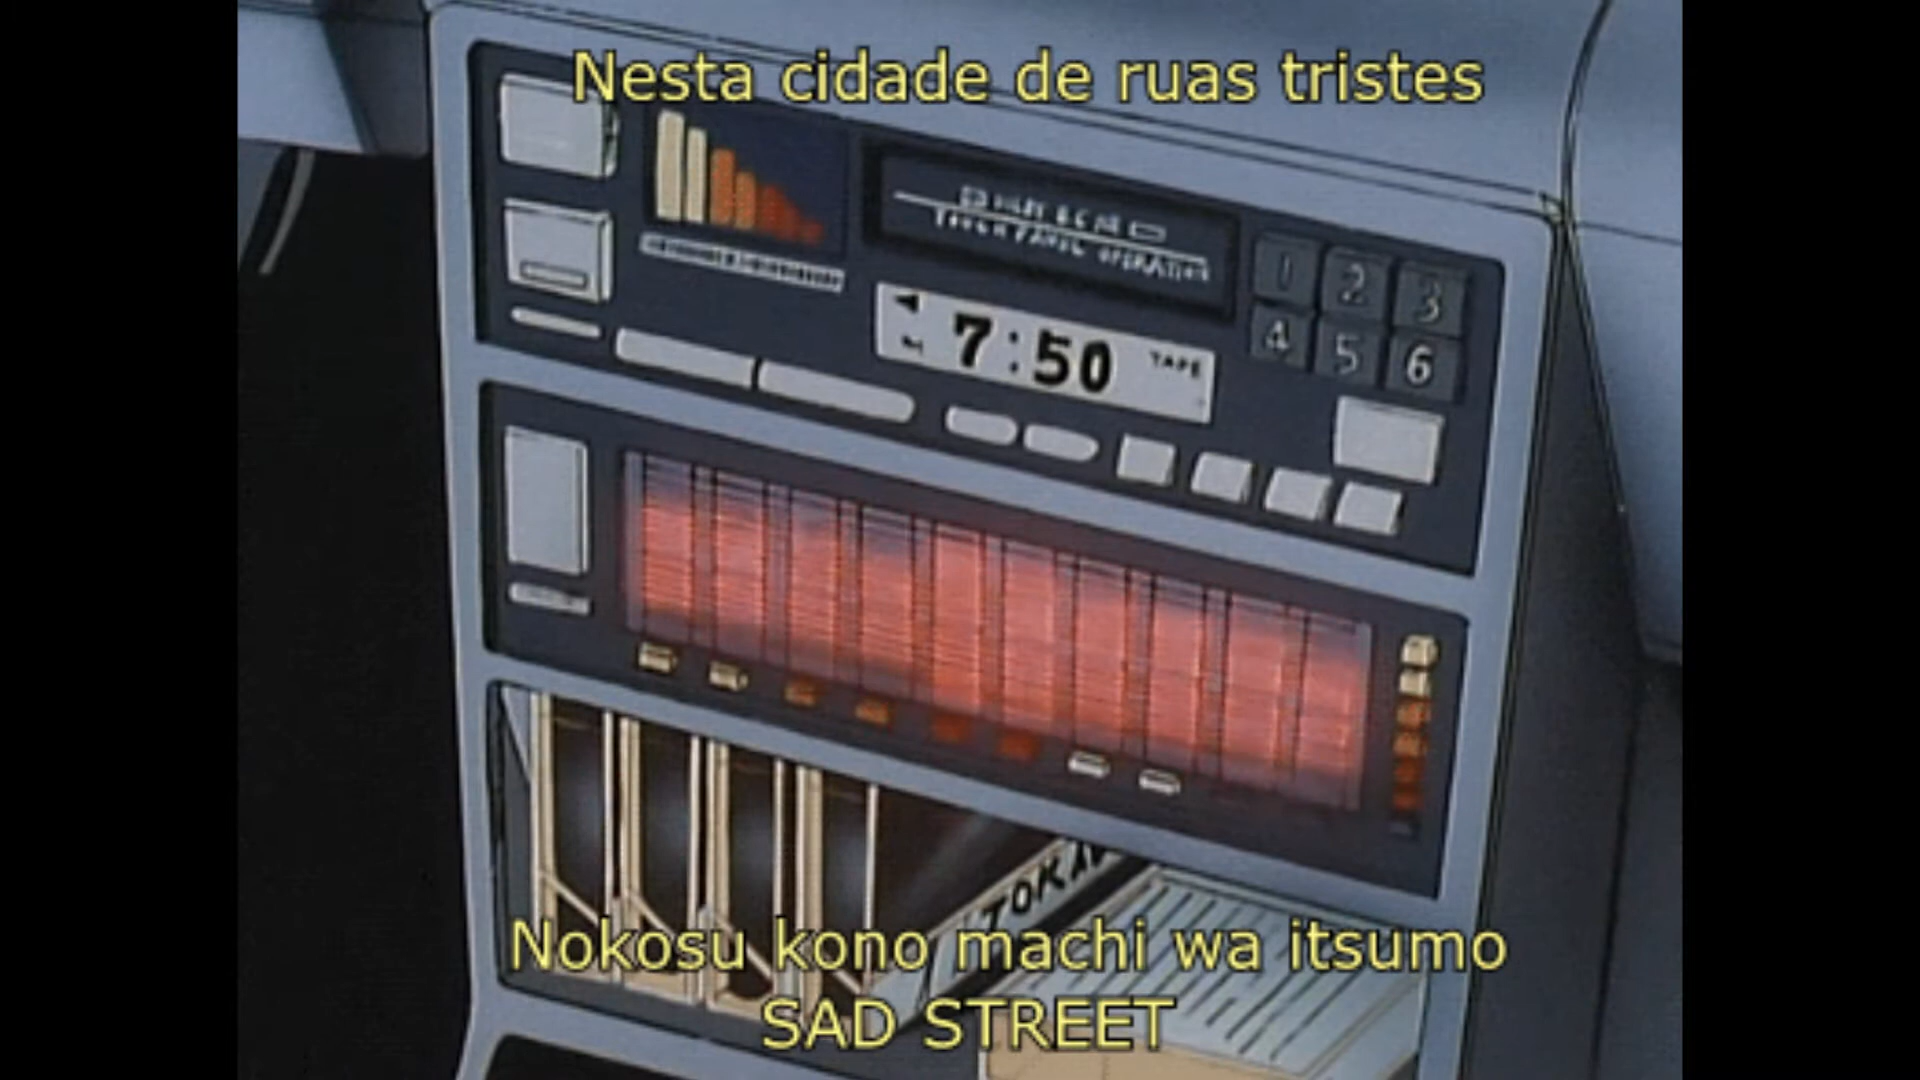 Nesta cidade de ruas tristes
1 2 3
4 5 6
7:50 TAPE
Nokosu kono machi wa itsumo
SAD STREET